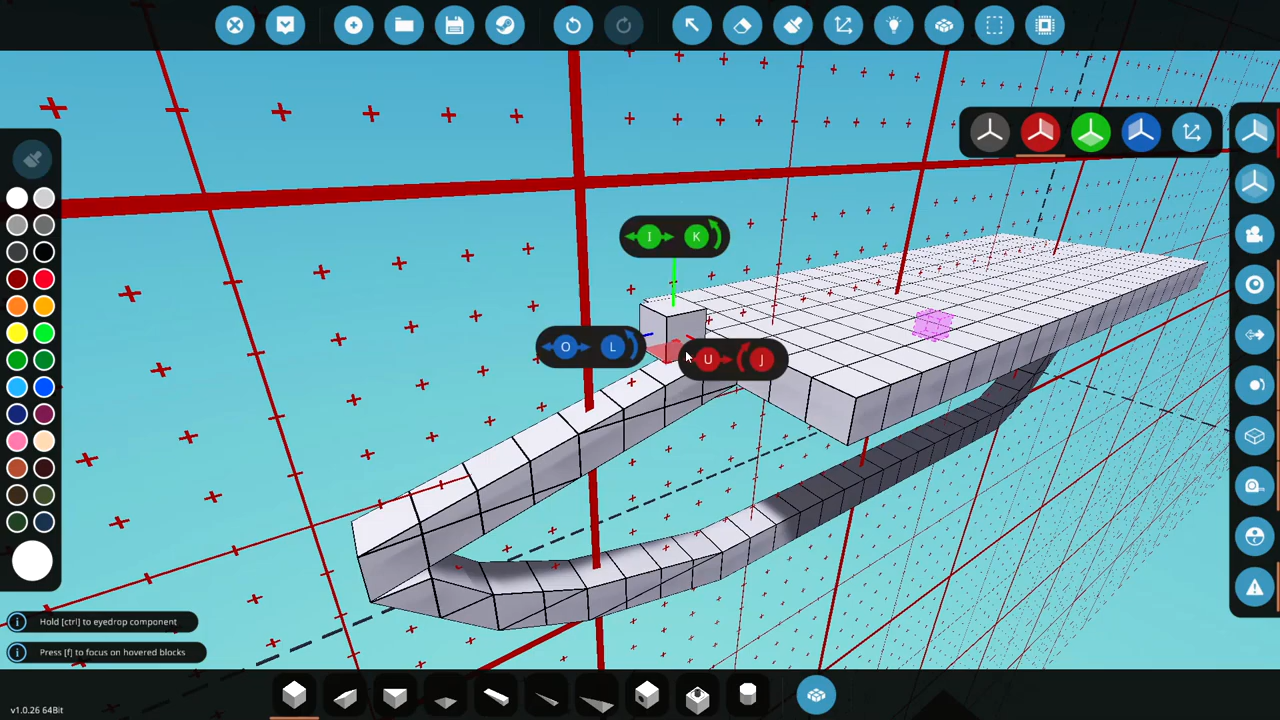 I K
O L
U J
Hold [ctrl] to eyedrop component
Press [f] to focus on hovered blocks
v1.0.26 64Bit